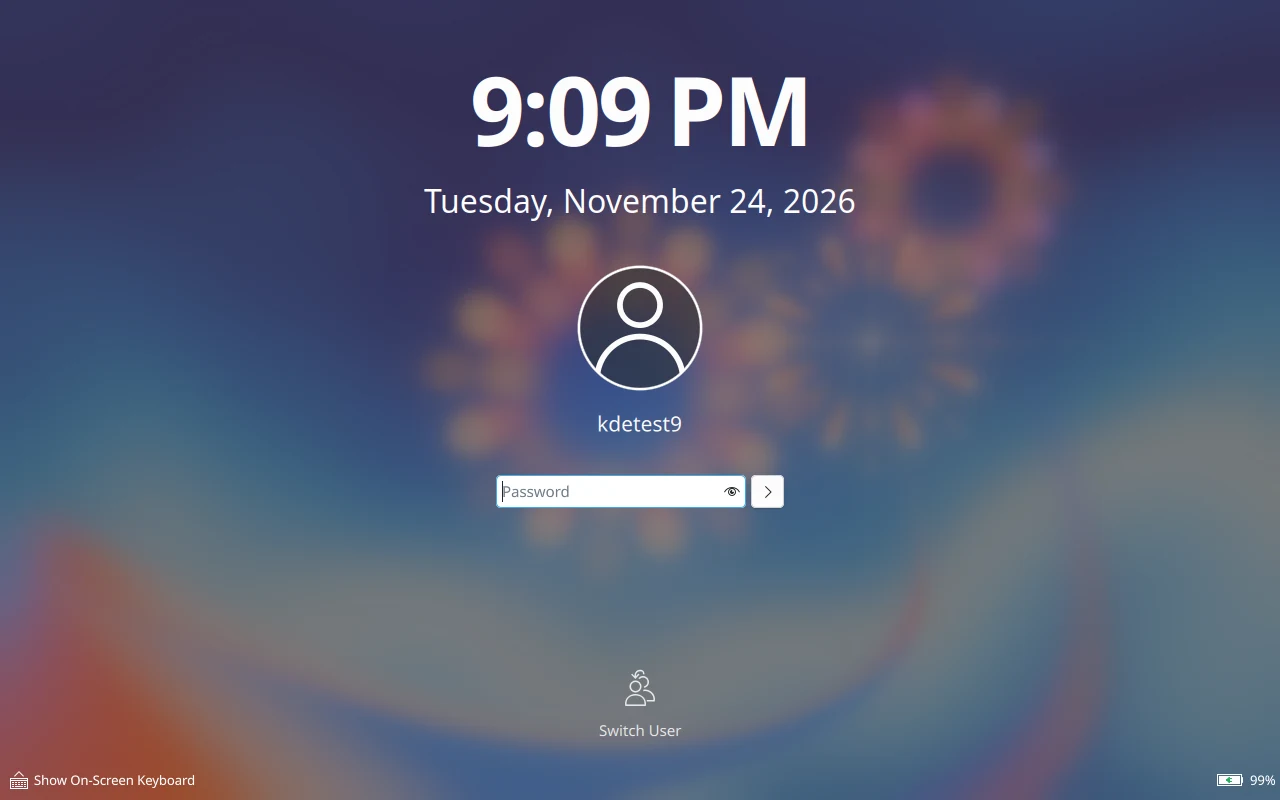 9:09 PM
Tuesday, November 24, 2026
kdetest9
Password
Switch User
Show On-Screen Keyboard
99%